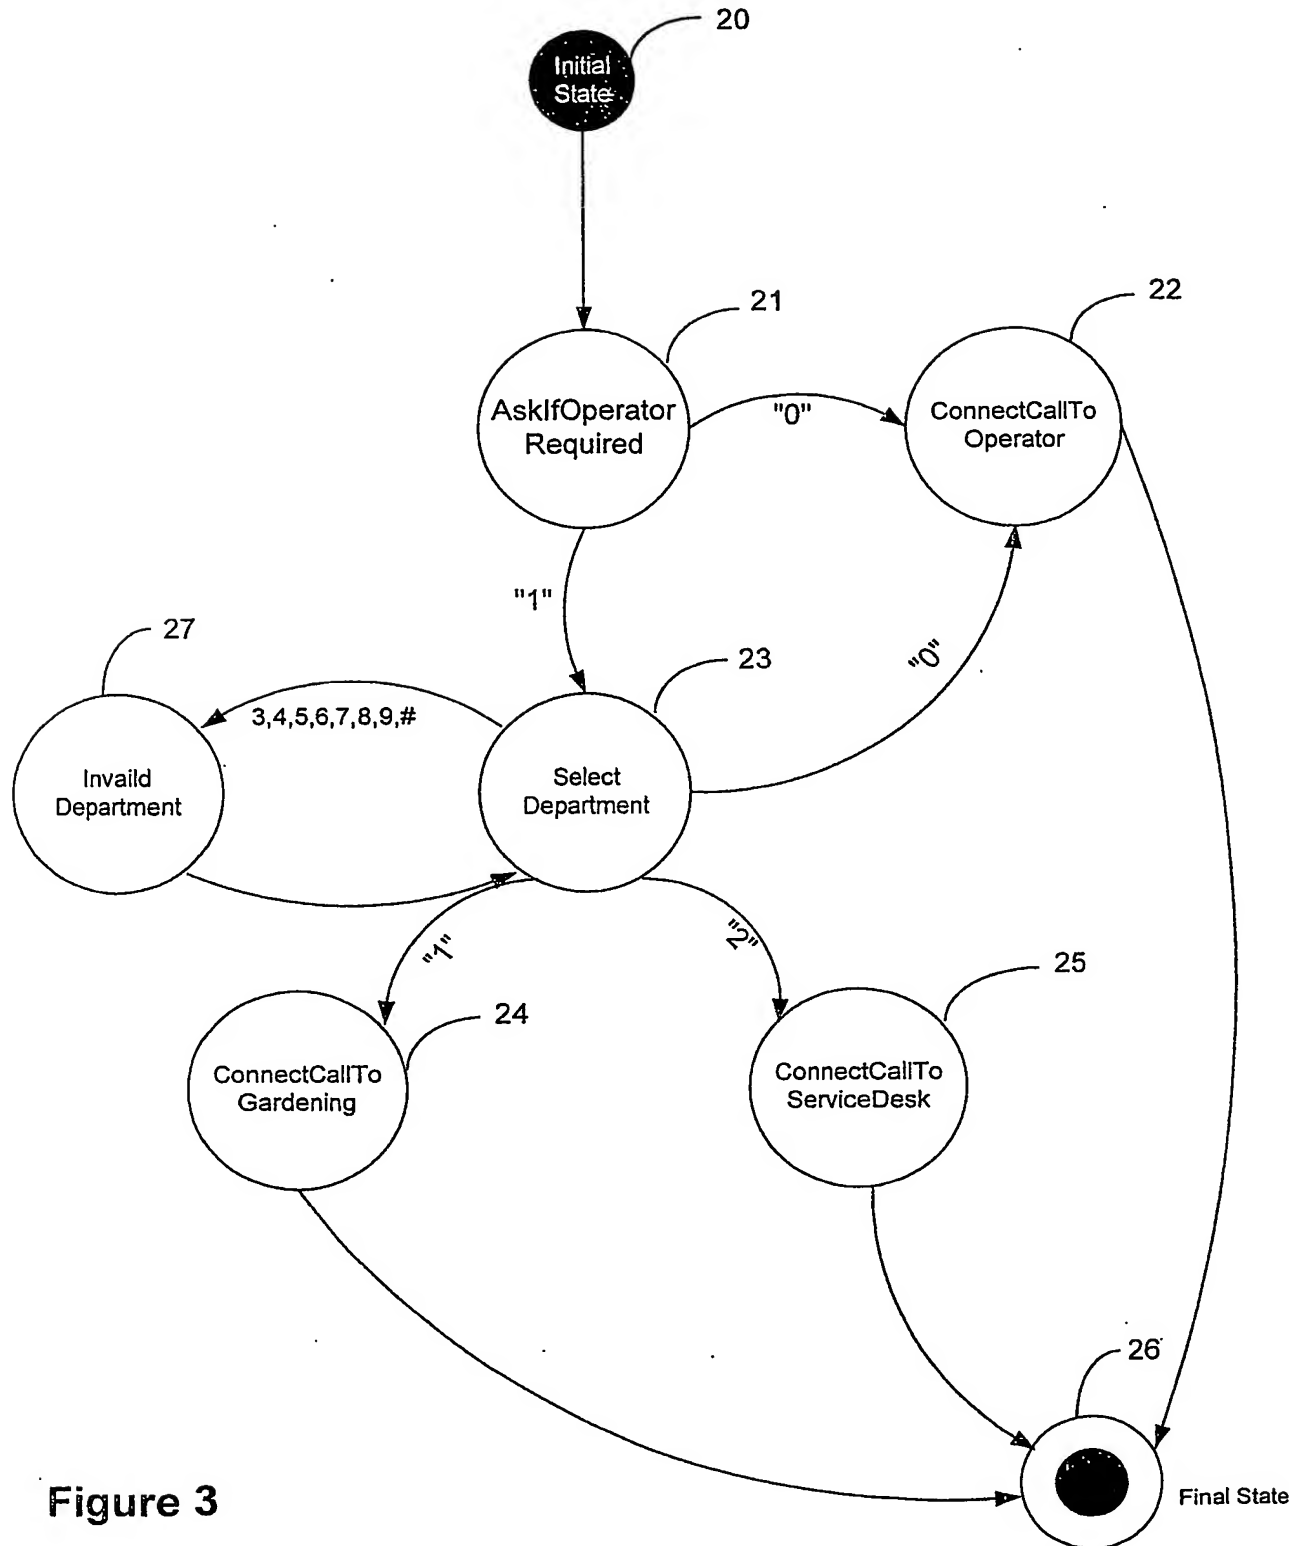 20
Initial
State
21
22
AskIfOperator
Required
"0"
ConnectCallTo
Operator
"1"
27
23
"0"
3,4,5,6,7,8,9,#
Invaild
Department
Select
Department
"1"
"2"
25
24
ConnectCallTo
Gardening
ConnectCallTo
ServiceDesk
26
Final State
Figure 3